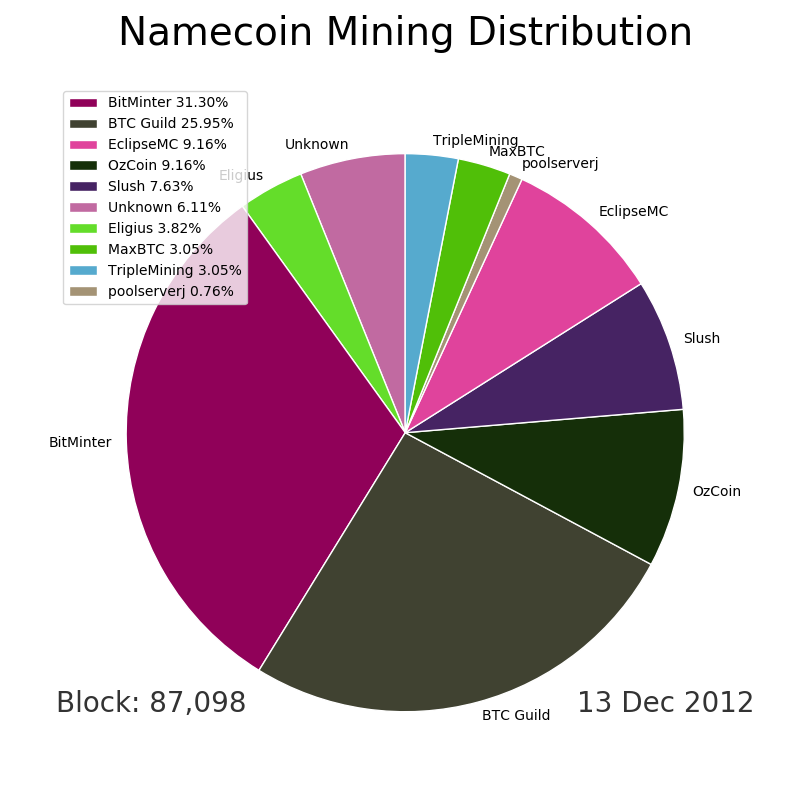 Namecoin Mining Distribution
BitMinter 31.30%
BTC Guild 25.95%
EclipseMC 9.16%
OzCoin 9.16%
Slush 7.63%
Unknown 6.11%
Eligius 3.82%
MaxBTC 3.05%
TripleMining 3.05%
poolserverj 0.76%
TripleMining
MaxBTC
poolserverj
EclipseMC
Slush
OzCoin
BTC Guild
BitMinter
Eligius
Unknown
Block: 87,098
13 Dec 2012